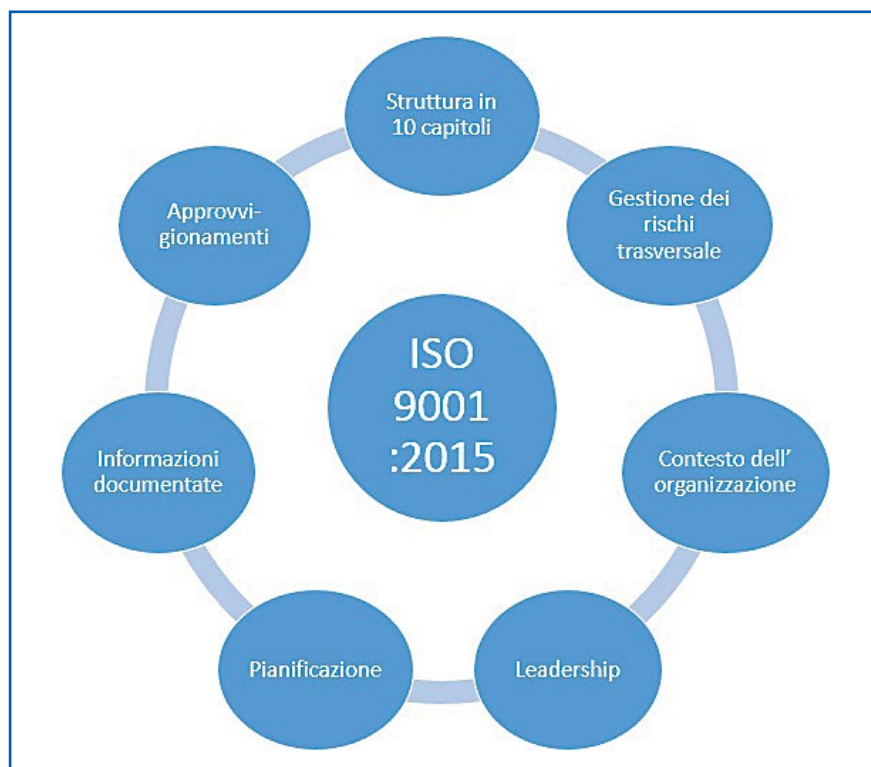 Struttura in
10 capitoli
Gestione dei
rischi
trasversale
Contesto dell'
organizzazione
Leadership
Pianificazione
Informazioni
documentate
Approvvi-
gionamenti
ISO
9001
:2015